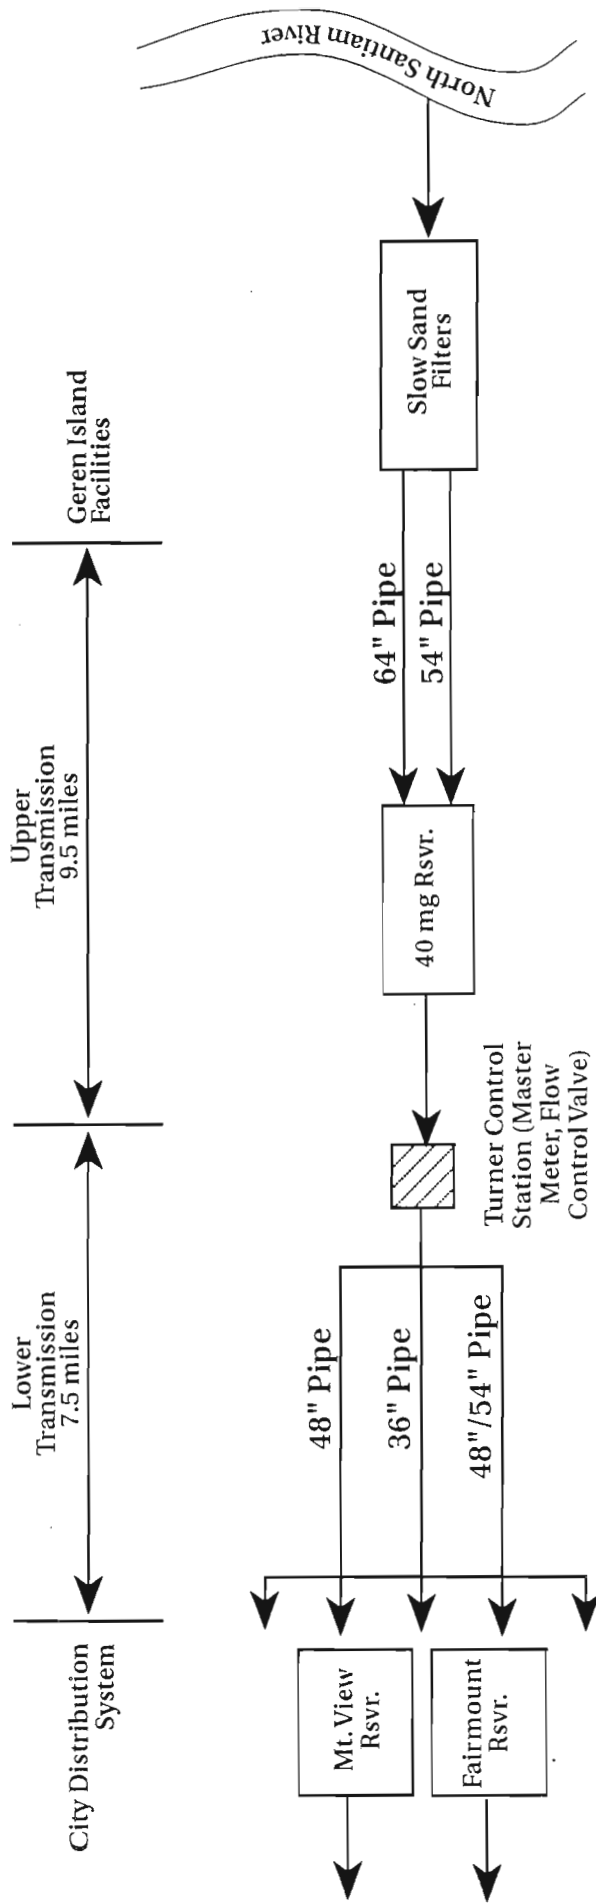 City Distribution
System
Lower
Transmission
7.5 miles
Upper
Transmission
9.5 miles
Geren Island
Facilities
Mt. View
Rsvr.
Fairmount
Rsvr.
48" Pipe
36" Pipe
48"/54" Pipe
Turner Control
Station (Master
Meter, Flow
Control Valve)
40 mg Rsvr.
64" Pipe
54" Pipe
Slow Sand
Filters
North Santiam River